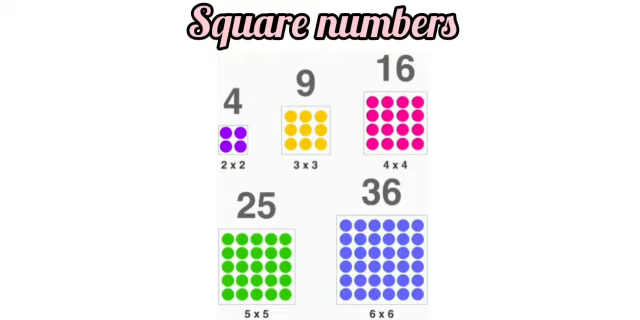 Square numbers
4
9
16
2 x 2
3 x 3
4 x 4
25
36
5 x 5
6 x 6